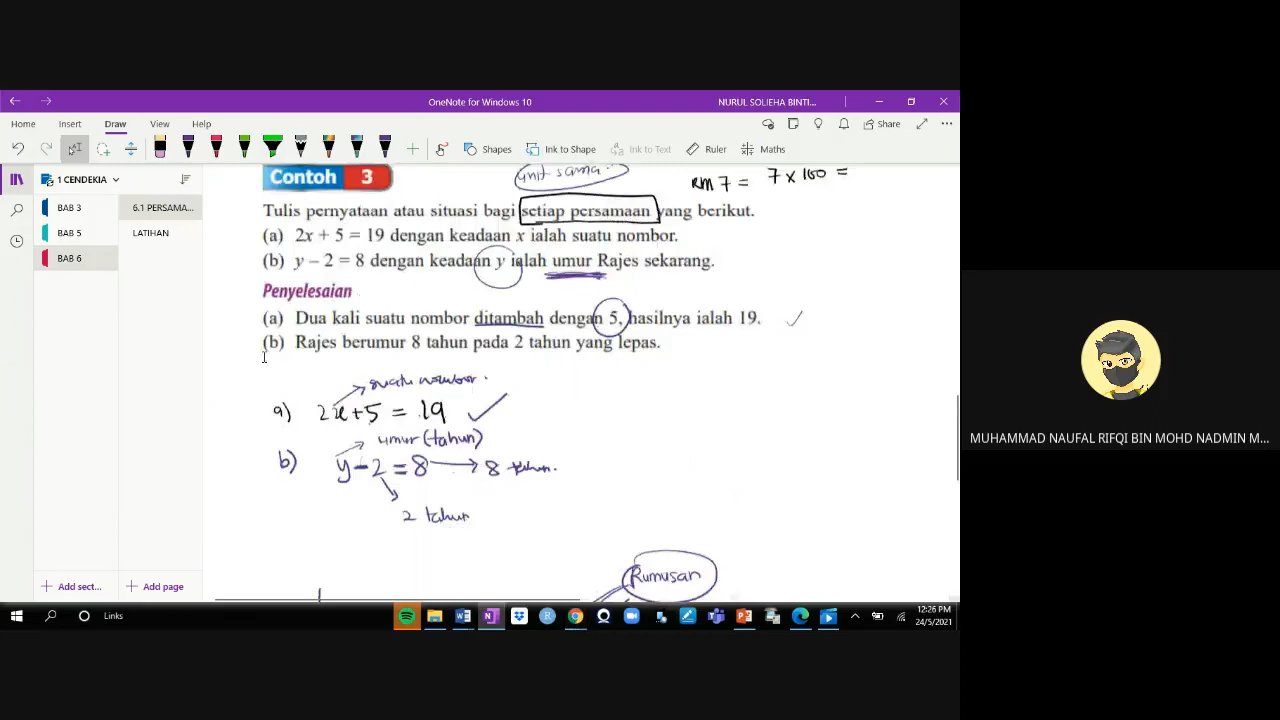 OneNote for Windows 10
NURUL SOLIEHA BINTI...
Home Insert Draw View Help
Share
Shapes
Ink to Shape
Ink to Text
Ruler
Maths
1 CENDEKIA
BAB 3
BAB 5
BAB 6
6.1 PERSAMA...
LATIHAN
unit sama
Contoh 3
RM 7 = 7 x 100 =
Tulis pernyataan atau situasi bagi setiap persamaan yang berikut.
(a) 2x + 5 = 19 dengan keadaan x ialah suatu nombor.
(b) y – 2 = 8 dengan keadaan y ialah umur Rajes sekarang.
Penyelesaian
(a) Dua kali suatu nombor ditambah dengan 5, hasilnya ialah 19.
(b) Rajes berumur 8 tahun pada 2 tahun yang lepas.
suatu nombor.
a) 2x+5 = 19
umur (tahun)
b) y-2 = 8 → 8 tahun.
2 tahun
Rumusan
Add sect...
Add page
Links
12:26 PM
24/5/2021
MUHAMMAD NAUFAL RIFQI BIN MOHD NADMIN M...